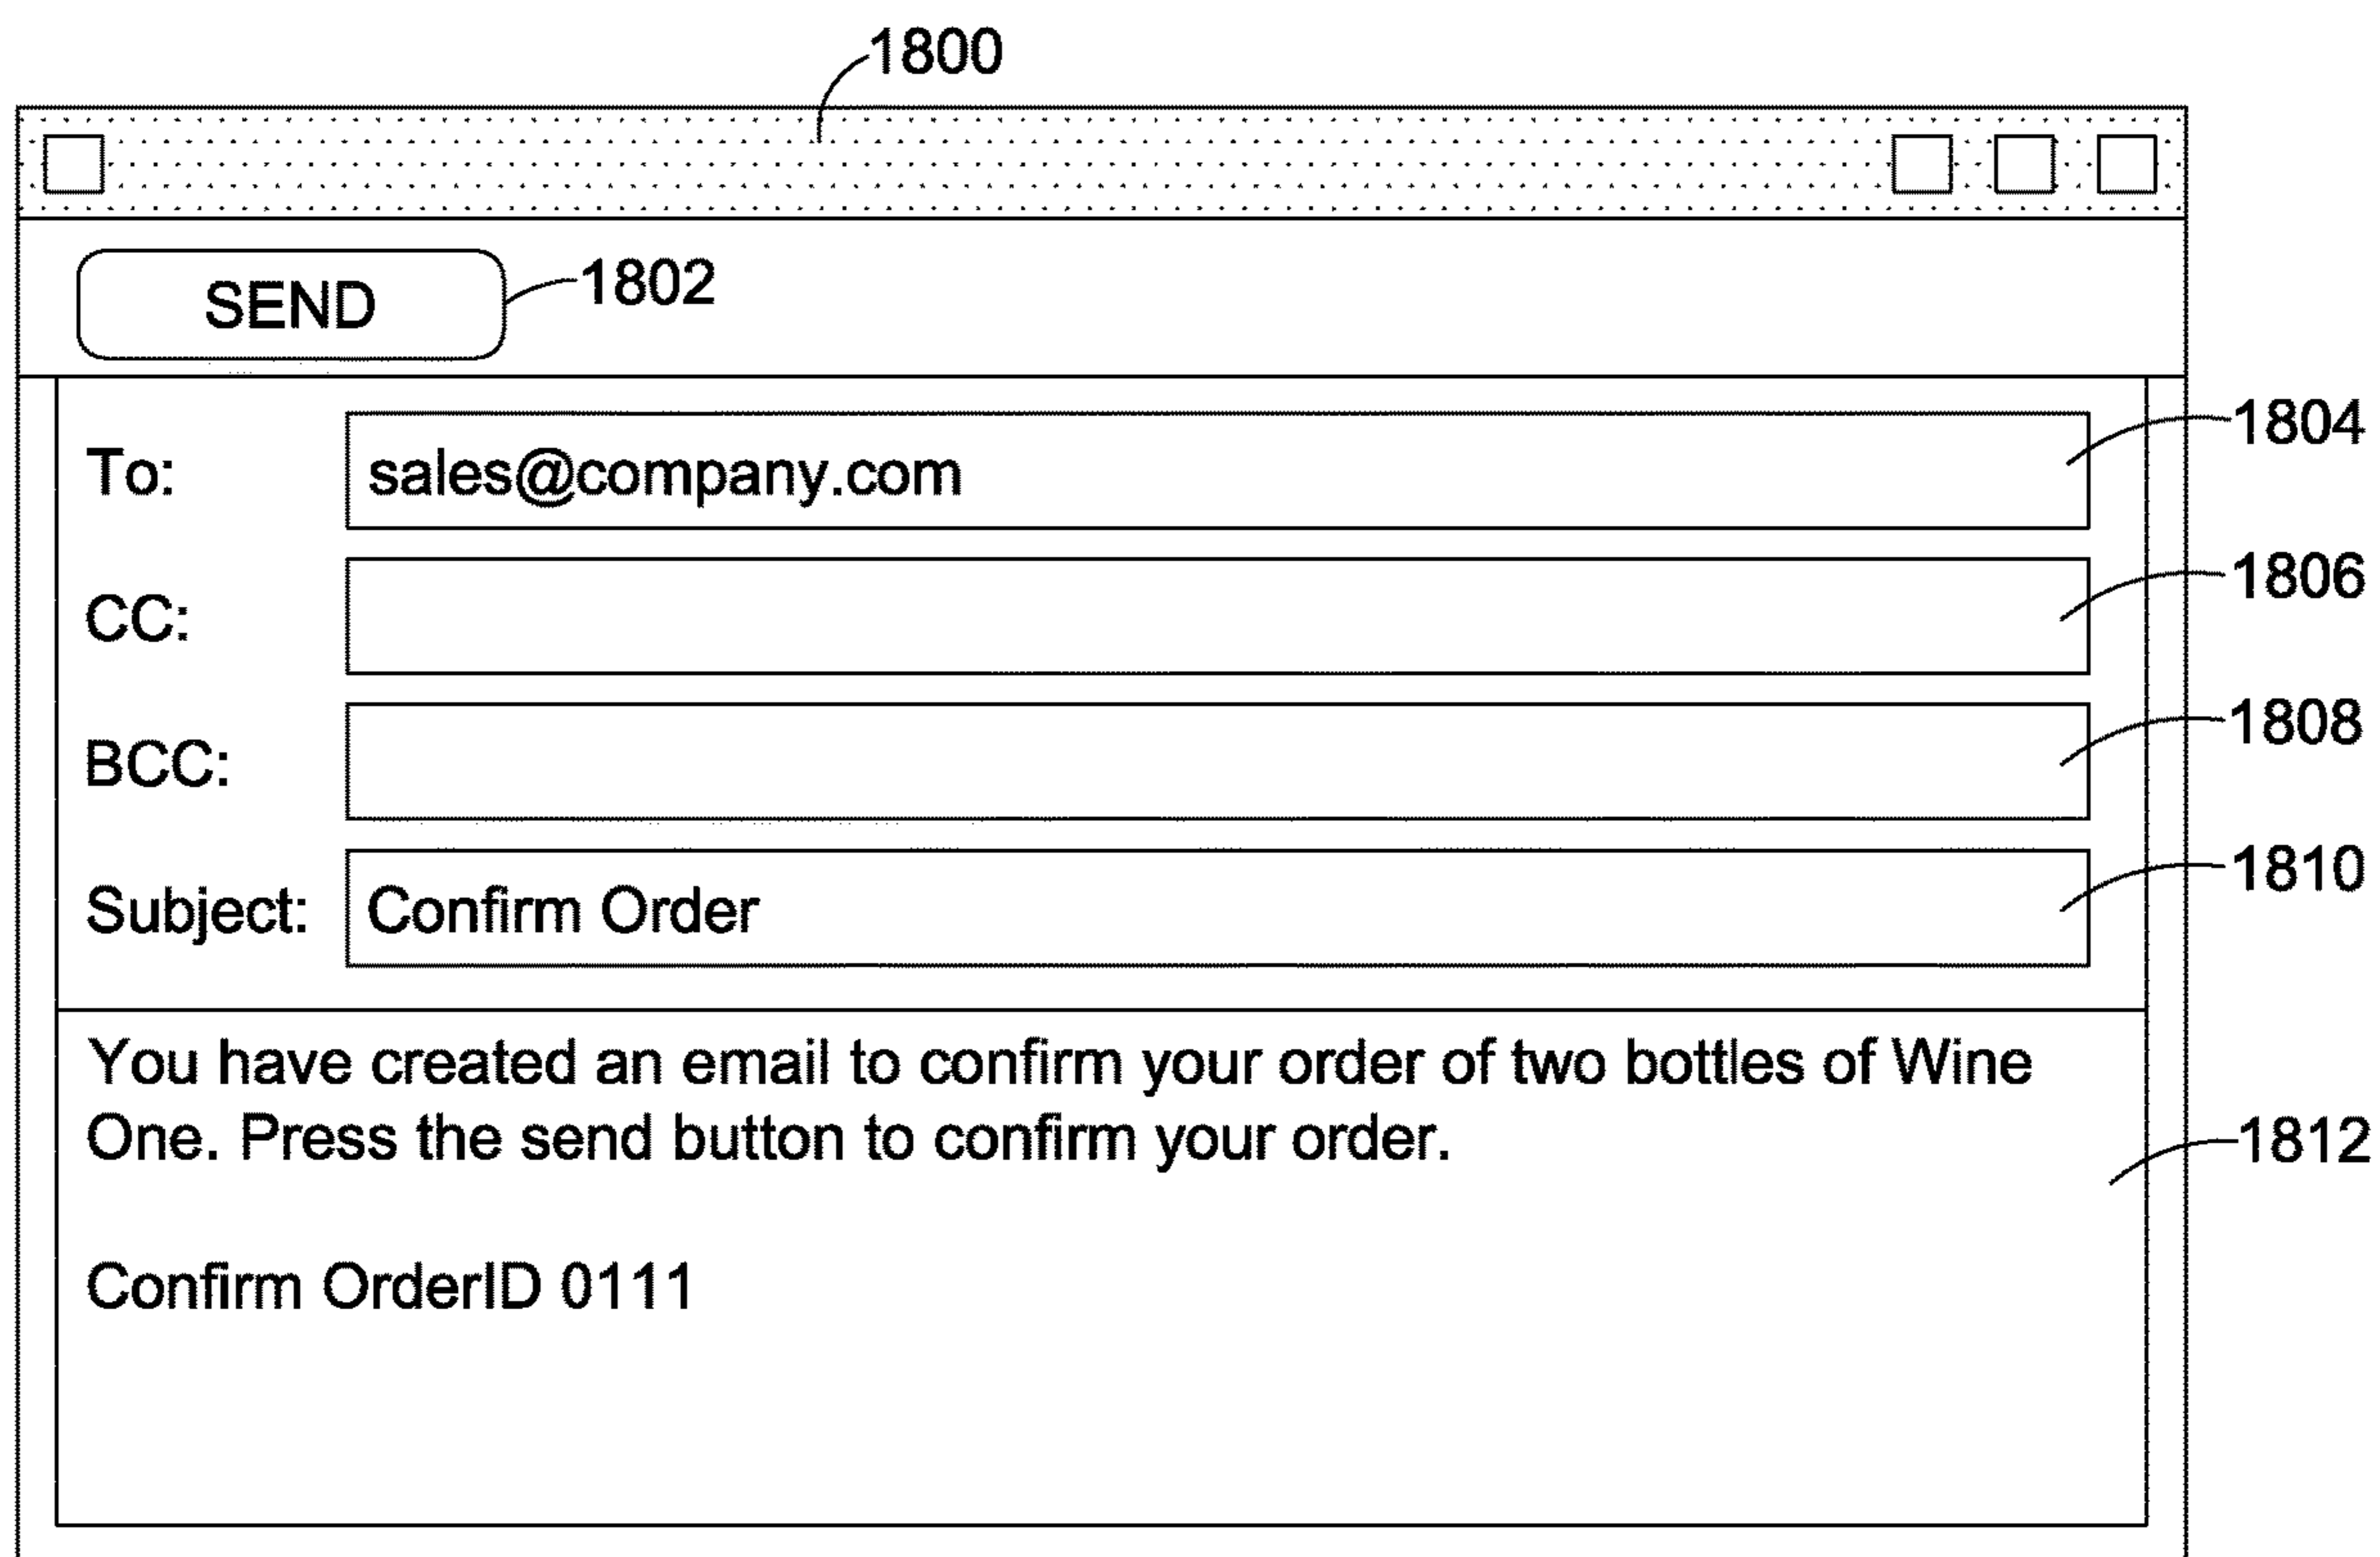 1800
SEND
1802
To:
sales@company.com
1804
CC:
1806
BCC:
1808
Subject:
Confirm Order
1810
You have created an email to confirm your order of two bottles of Wine
One. Press the send button to confirm your order.
1812
Confirm OrderID 0111